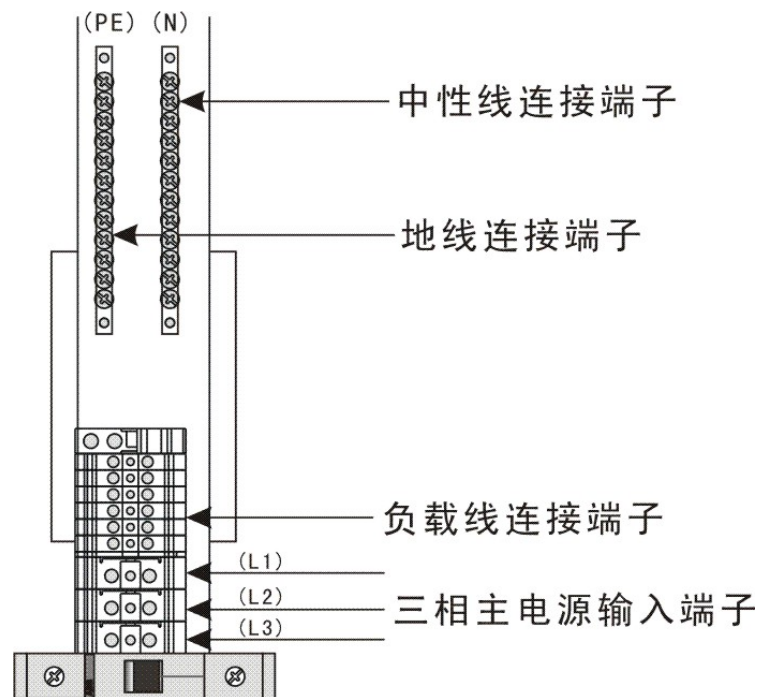 (PE) (N)
中性线连接端子
地线连接端子
负载线连接端子
(L1)
(L2)
三相主电源输入端子
(L3)